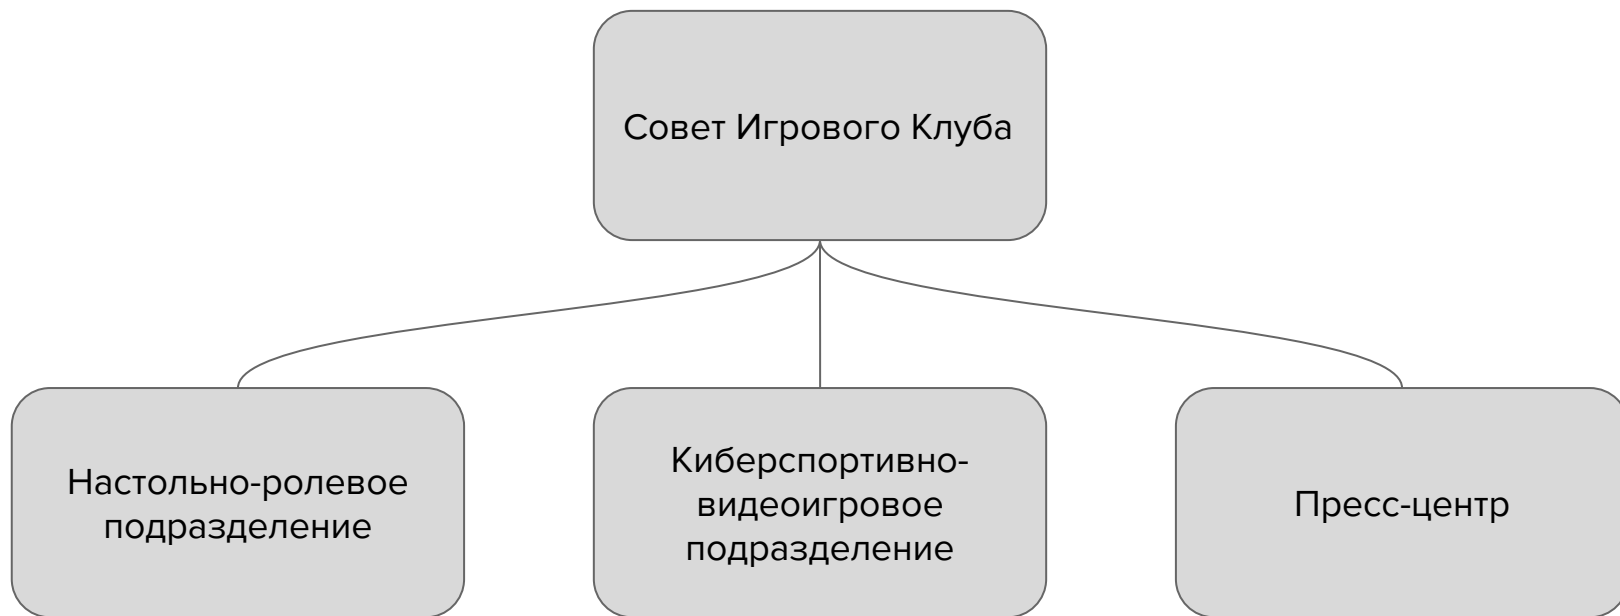 Совет Игрового Клуба
Настольно-ролевое
подразделение
Киберспортивно-
видеоигровое
подразделение
Пресс-центр